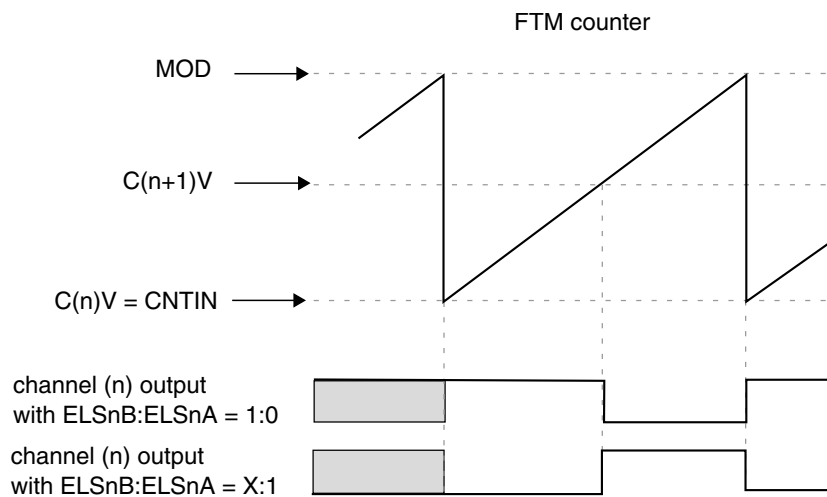 FTM counter
MOD
C(n+1)V
C(n)V = CNTIN
channel (n) output
with ELSnB:ELSnA = 1:0
channel (n) output
with ELSnB:ELSnA = X:1